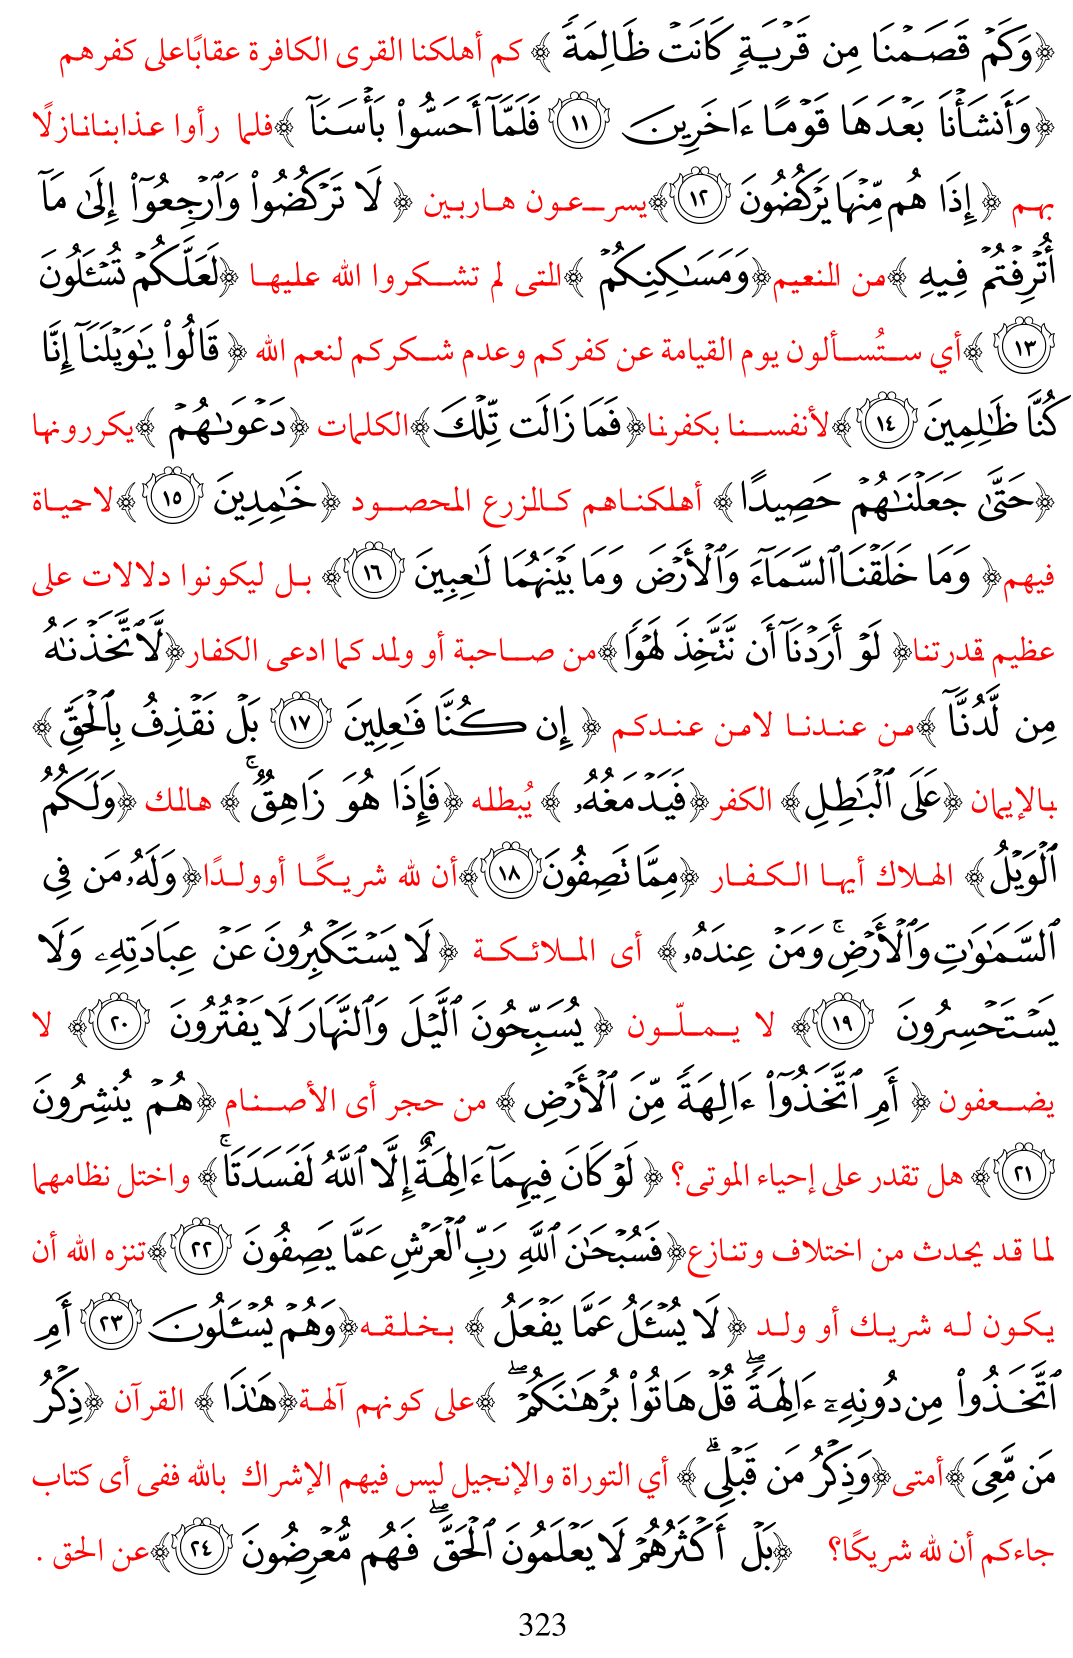 ﴿وَكَمْ قَصَمْنَا مِن قَرْيَةٍ كَانَتْ ظَالِمَةً ﴾ كم أهلكنا القرى الكافرة عقابًاعلى كفرهم
﴿وَأَنشَأْنَا بَعْدَهَا قَوْمًا ءَاخَرِينَ ١١ فَلَمَّآ أَحَسُّوا۟ بَأْسَنَآ ﴾فلما رأوا عذابنانازلًا
بهم ﴿ إِذَا هُم مِّنْهَا يَرْكُضُونَ ١٢﴾يسرعون هاربين ﴿ لَا تَرْكُضُوا۟ وَٱرْجِعُوٓا۟ إِلَىٰ مَآ
أُتْرِفْتُمْ فِيهِ ﴾من النعيم﴿وَمَسَـٰكِنِكُمْ ﴾التى لم تشكروا الله عليها ﴿لَعَلَّكُمْ تُسْـَٔلُونَ
١٣ ﴾أي ستُسألون يوم القيامة عن كفركم وعدم شكركم لنعم الله ﴿ قَالُوا۟ يَـٰوَيْلَنَآ إِنَّا
كُنَّا ظَـٰلِمِينَ ١٤﴾لأنفسنا بكفرنا﴿فَمَا زَالَت تِّلْكَ﴾الكلمات ﴿دَعْوَىٰهُمْ ﴾يكررونها
﴿حَتَّىٰ جَعَلْنَـٰهُمْ حَصِيدًا ﴾ أهلكناهم كالزرع المحصود ﴿خَـٰمِدِينَ ١٥﴾لاحياة
فيهم﴿ وَمَا خَلَقْنَا ٱلسَّمَآءَ وَٱلْأَرْضَ وَمَا بَيْنَهُمَا لَـٰعِبِينَ ١٦﴾ بل ليكونوا دلالات على
عظيم قدرتنا﴿ لَوْ أَرَدْنَآ أَن نَّتَّخِذَ لَهْوًا ﴾من صاحبة أو ولد كما ادعى الكفار﴿لَّٱتَّخَذْنَـٰهُ
مِن لَّدُنَّآ ﴾من عندنا لامن عندكم ﴿ إِن كُنَّا فَـٰعِلِينَ ١٧ بَلْ نَقْذِفُ بِٱلْحَقِّ ﴾
بالإيمان ﴿عَلَى ٱلْبَـٰطِلِ﴾ الكفر﴿فَيَدْمَغُهُۥ ﴾ يُبطله ﴿فَإِذَا هُوَ زَاهِقٌ ۚ ﴾ هالك ﴿وَلَكُمُ
ٱلْوَيْلُ﴾ الهلاك أيها الكفار ﴿مِمَّا تَصِفُونَ ١٨﴾أن لله شريكًا أوولدًا﴿وَلَهُۥ مَن فِى
ٱلسَّمَـٰوَٰتِ وَٱلْأَرْضِ ۚ وَمَنْ عِندَهُۥ﴾ أى الملائكة ﴿لَا يَسْتَكْبِرُونَ عَنْ عِبَادَتِهِۦ وَلَا
يَسْتَحْسِرُونَ ١٩﴾ لا يملّون ﴿ يُسَبِّحُونَ ٱلَّيْلَ وَٱلنَّهَارَ لَا يَفْتُرُونَ ٢٠﴾ لا
يضعفون ﴿ أَمِ ٱتَّخَذُوٓا۟ ءَالِهَةً مِّنَ ٱلْأَرْضِ ﴾ من حجر أى الأصنام ﴿هُمْ يُنشِرُونَ
٢١﴾ هل تقدر على إحياء الموتى؟ ﴿ لَوْ كَانَ فِيهِمَآ ءَالِهَةٌ إِلَّا ٱللَّهُ لَفَسَدَتَا ۚ﴾ واختل نظامهما
لما قد يحدث من اختلاف وتنازع﴿فَسُبْحَـٰنَ ٱللَّهِ رَبِّ ٱلْعَرْشِ عَمَّا يَصِفُونَ ٢٢﴾تنزه الله أن
يكون له شريك أو ولد ﴿ لَا يُسْـَٔلُ عَمَّا يَفْعَلُ ﴾ بخلقه﴿وَهُمْ يُسْـَٔلُونَ ٢٣ أَمِ
ٱتَّخَذُوا۟ مِن دُونِهِۦٓ ءَالِهَةً ۖ قُلْ هَاتُوا۟ بُرْهَـٰنَكُمْ ۖ ﴾على كونهم آلهة﴿هَـٰذَا ﴾ القرآن ﴿ذِكْرُ
مَن مَّعِىَ ﴾أمتى﴿وَذِكْرُ مَن قَبْلِى ۗ ﴾ أي التوراة والإنجيل ليس فيهم الإشراك بالله ففى أى كتاب
جاءكم أن لله شريكًا؟ ﴿بَلْ أَكْثَرُهُمْ لَا يَعْلَمُونَ ٱلْحَقَّ ۖ فَهُم مُّعْرِضُونَ ٢٤﴾عن الحق .
323